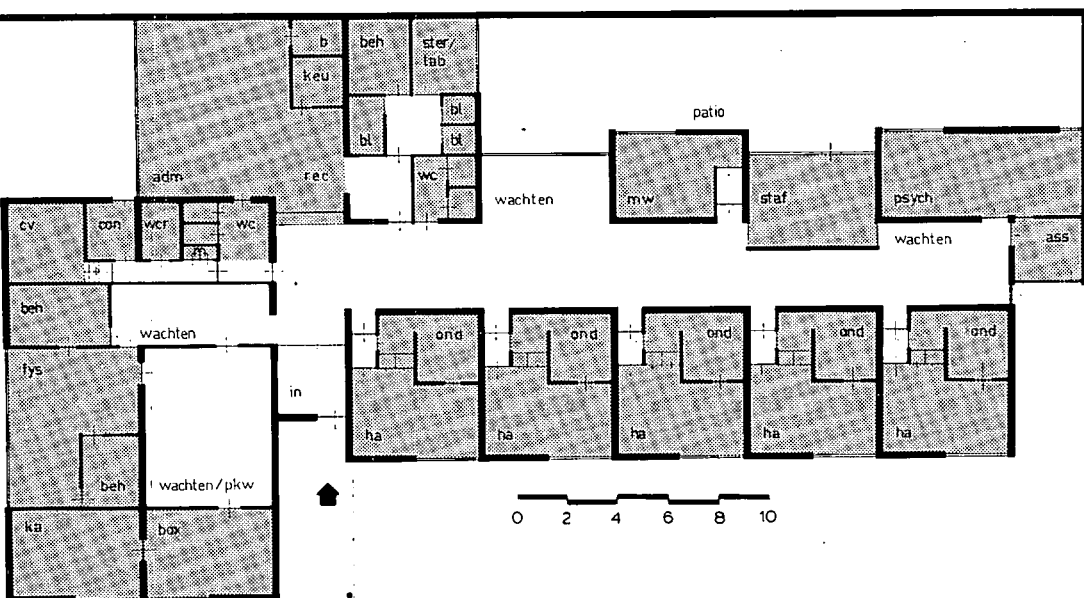 b
beh
ster/
tab
keu
bl
bl
bl
patio
adm
rec
wc
wachten
mw
staf
psych
cv
con
wcr
wc
m
wachten
ass
beh
wachten
ond
ond
ond
ond
ond
fys
in
ha
ha
ha
ha
ha
beh
wachten/pkw
ka
box
0 2 4 6 8 10